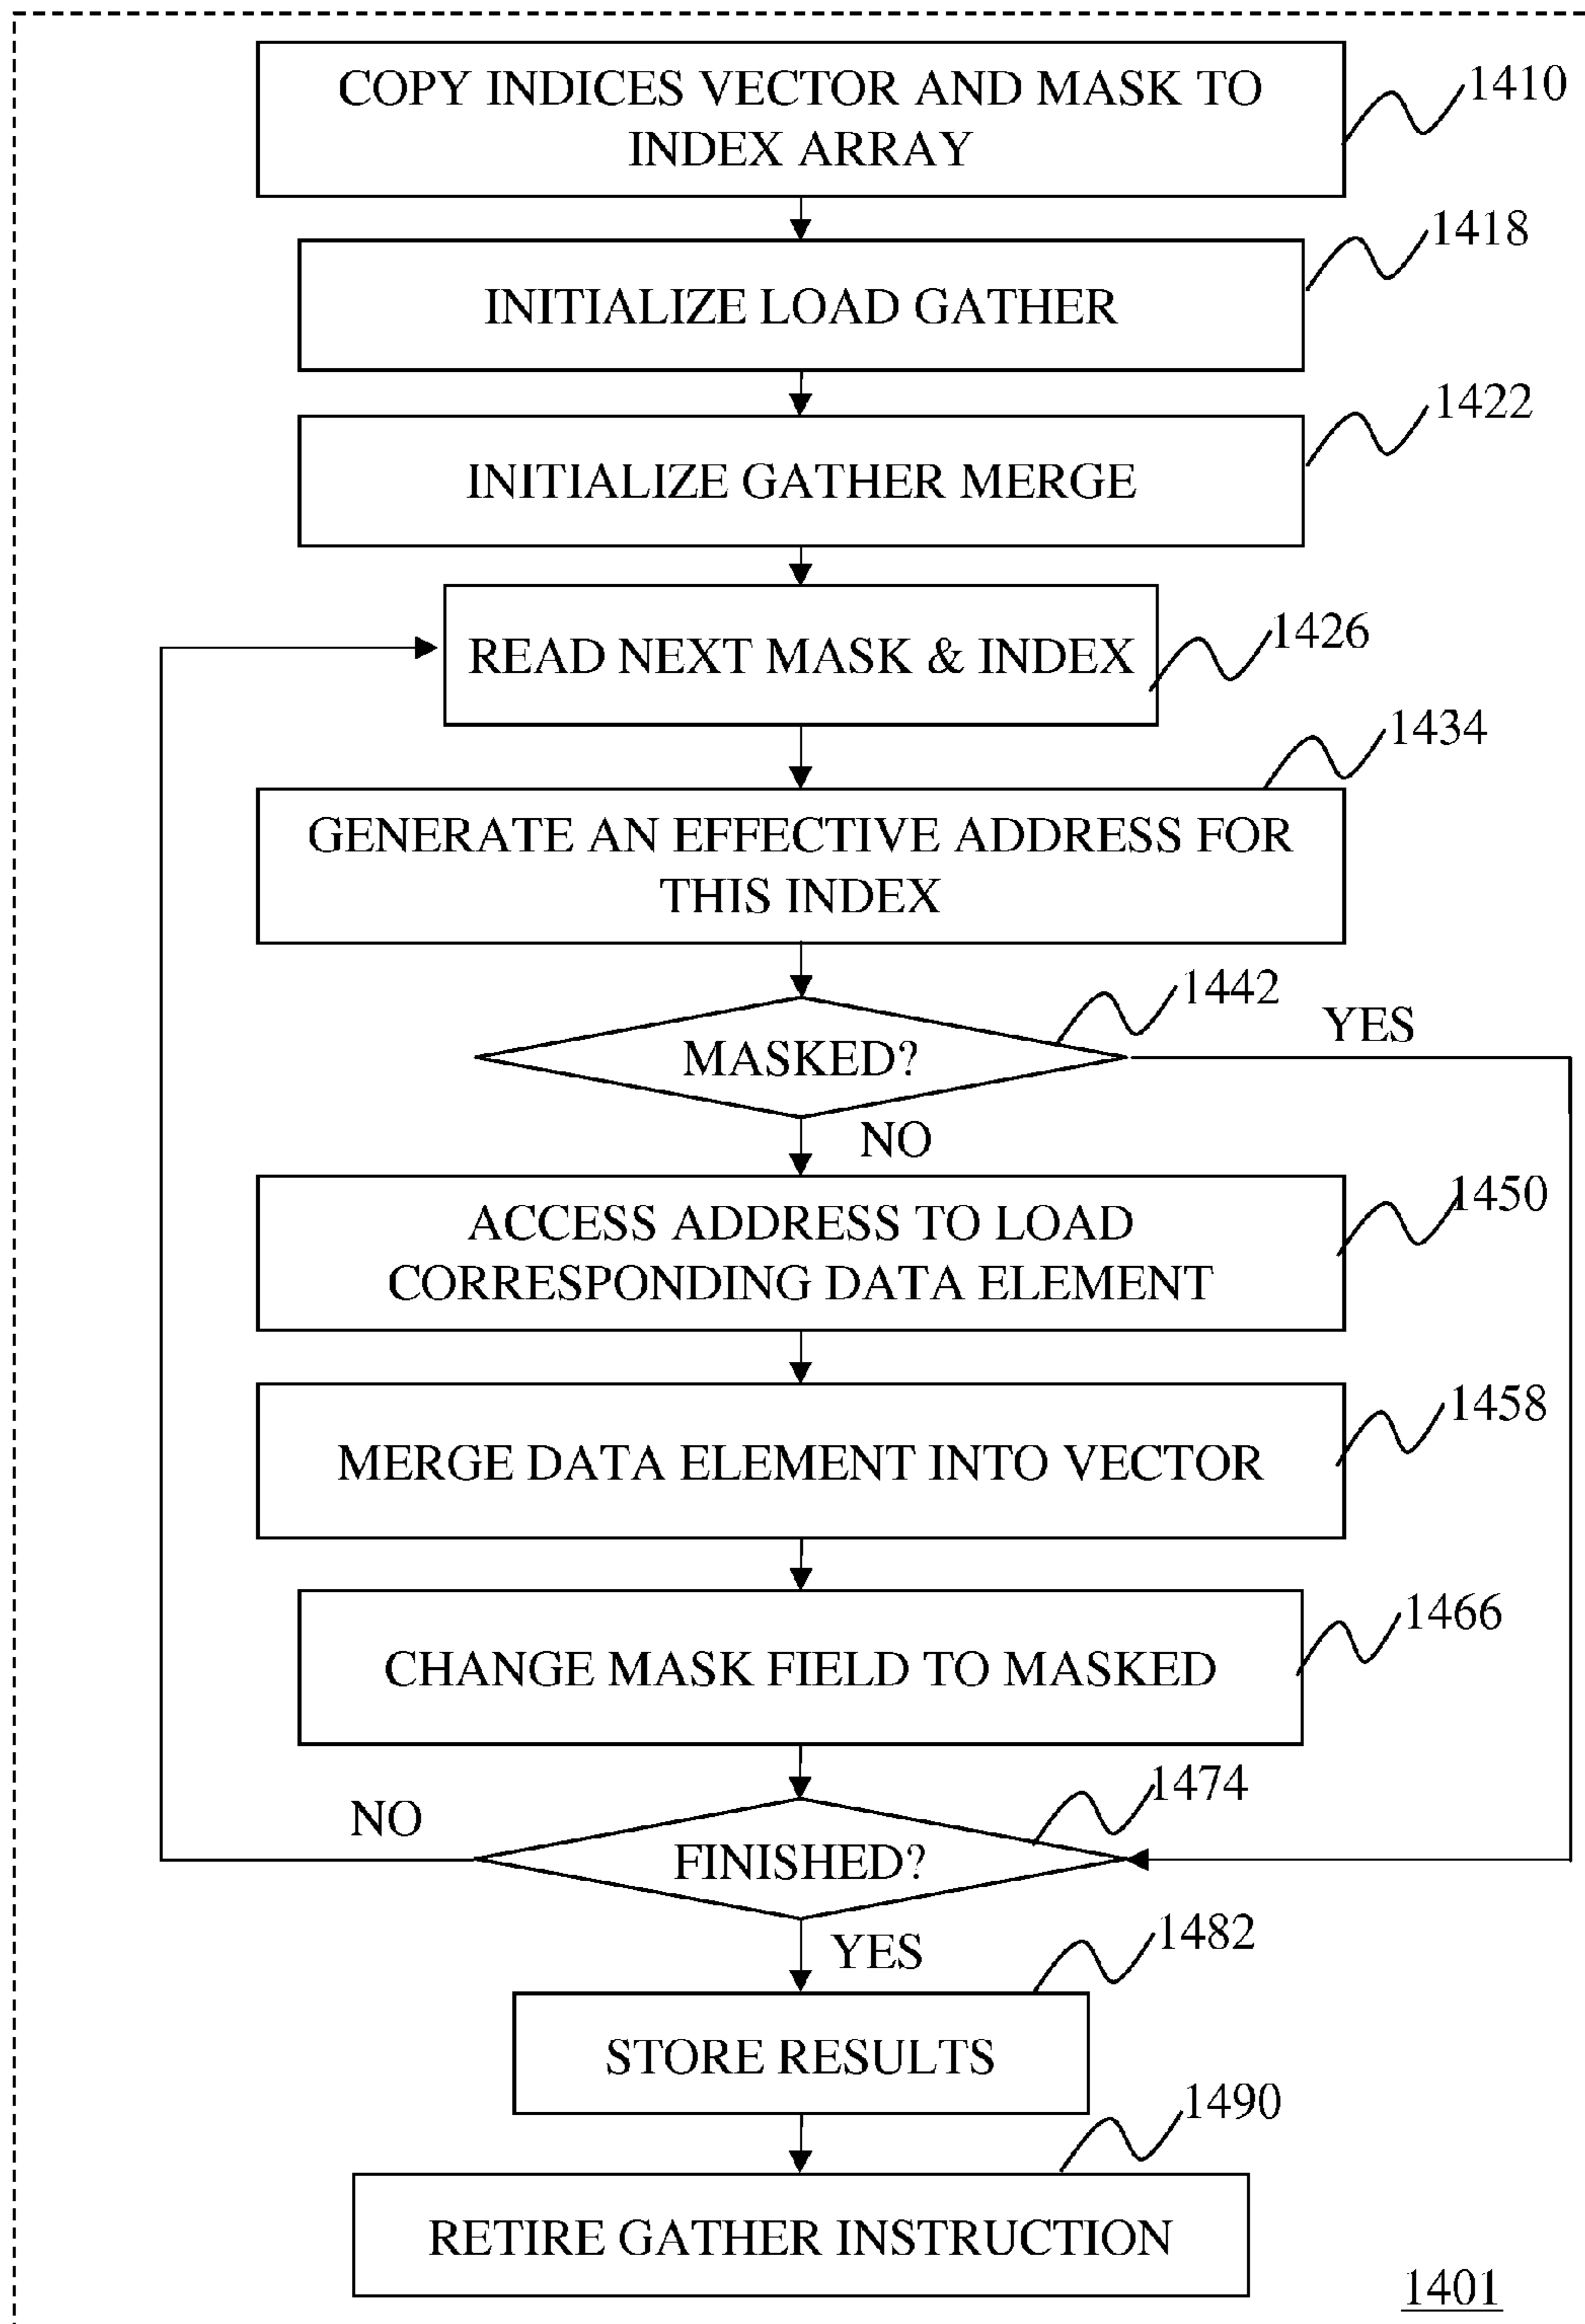 COPY INDICES VECTOR AND MASK TO
INDEX ARRAY
1410
INITIALIZE LOAD GATHER
1418
INITIALIZE GATHER MERGE
1422
READ NEXT MASK & INDEX
1426
GENERATE AN EFFECTIVE ADDRESS FOR
THIS INDEX
1434
MASKED?
1442
YES
NO
ACCESS ADDRESS TO LOAD
CORRESPONDING DATA ELEMENT
1450
MERGE DATA ELEMENT INTO VECTOR
1458
CHANGE MASK FIELD TO MASKED
1466
NO
FINISHED?
1474
YES
1482
STORE RESULTS
1490
RETIRE GATHER INSTRUCTION
1401